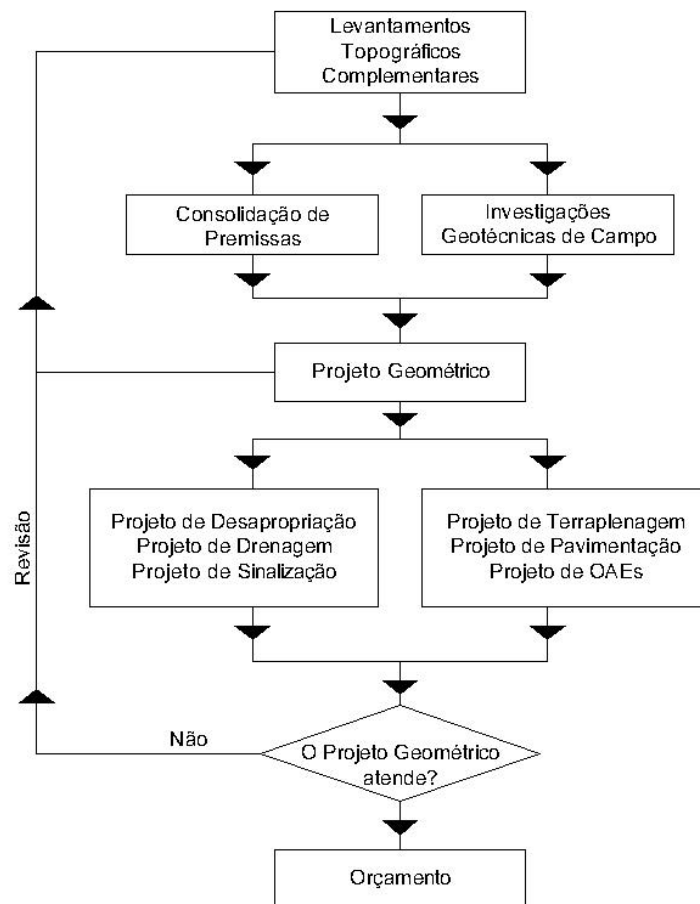 Levantamentos
Topográficos
Complementares
Consolidação de
Premissas
Investigações
Geotécnicas de Campo
Projeto Geométrico
Projeto de Desapropriação
Projeto de Drenagem
Projeto de Sinalização
Projeto de Terraplenagem
Projeto de Pavimentação
Projeto de OAEs
Revisão
Não
O Projeto Geométrico
atende?
Orçamento